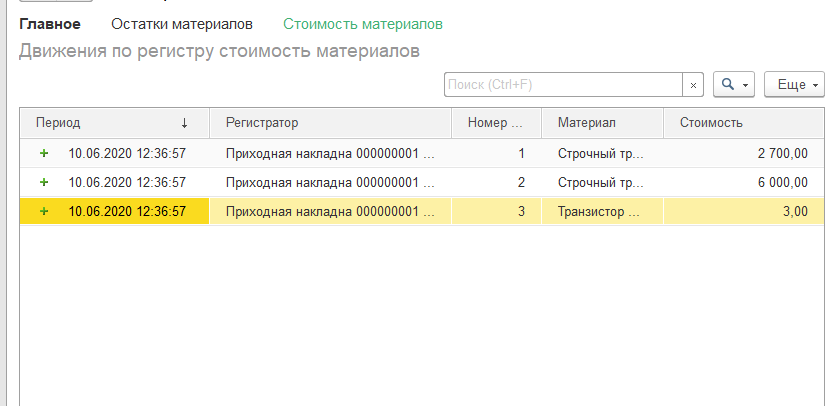 Главное Остатки материалов Стоимость материалов
Движения по регистру стоимость материалов
Поиск (Ctrl+F) × Еще
Период ↓ Регистратор Номер ... Материал Стоимость
+ 10.06.2020 12:36:57 Приходная накладна 000000001 ... 1 Строчный тр... 2 700,00
+ 10.06.2020 12:36:57 Приходная накладна 000000001 ... 2 Строчный тр... 6 000,00
+ 10.06.2020 12:36:57 Приходная накладна 000000001 ... 3 Транзистор ... 3,00